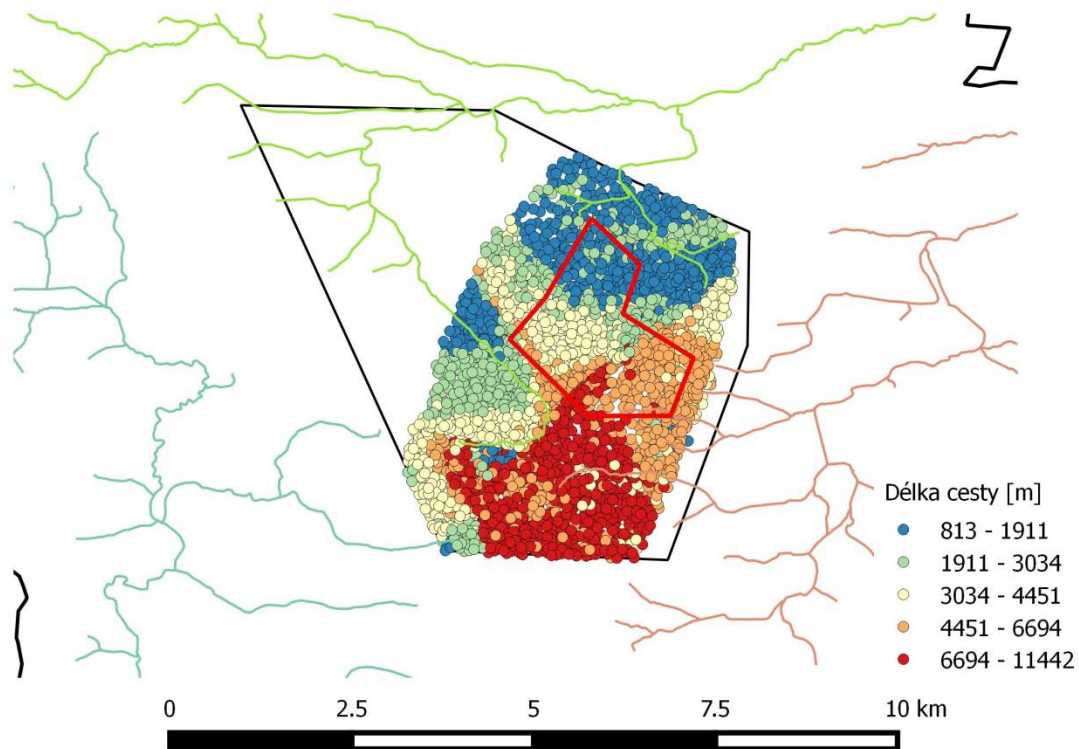 Délka cesty [m]
813 - 1911
1911 - 3034
3034 - 4451
4451 - 6694
6694 - 11442
0 2.5 5 7.5 10 km